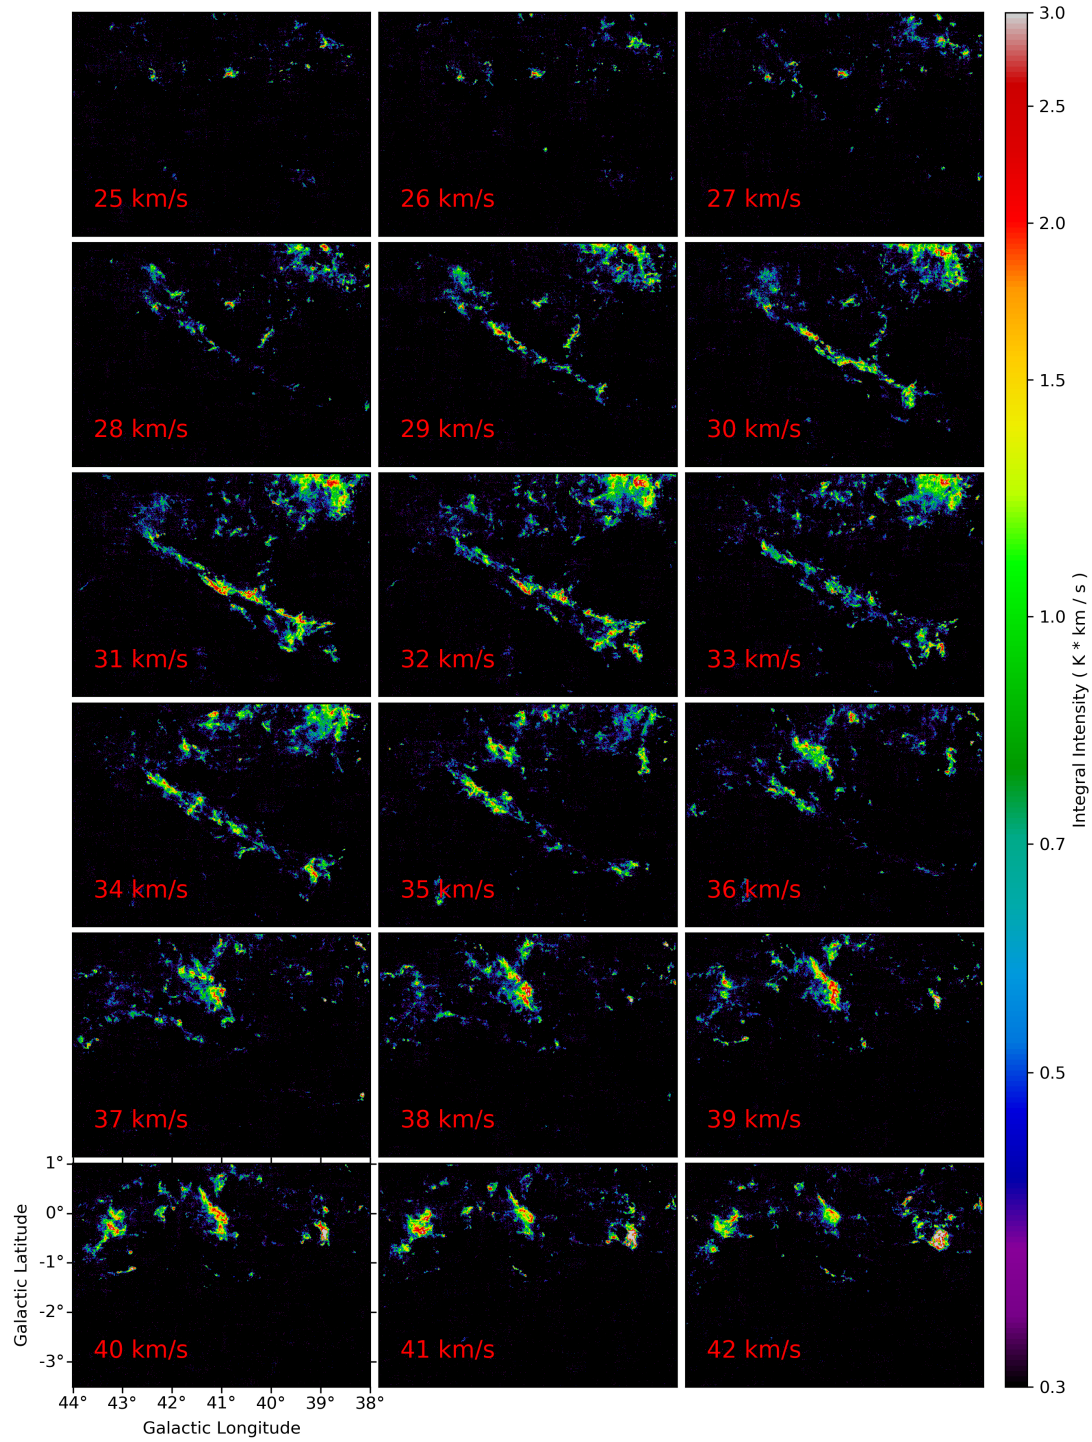 25 km/s
26 km/s
27 km/s
28 km/s
29 km/s
30 km/s
31 km/s
32 km/s
33 km/s
34 km/s
35 km/s
36 km/s
37 km/s
38 km/s
39 km/s
40 km/s
41 km/s
42 km/s
1°
0°
-1°
-2°
-3°
Galactic Latitude
44° 43° 42° 41° 40° 39° 38°
Galactic Longitude
3.0
2.5
2.0
1.5
1.0
0.7
0.5
0.3
Integral Intensity ( K * km / s )